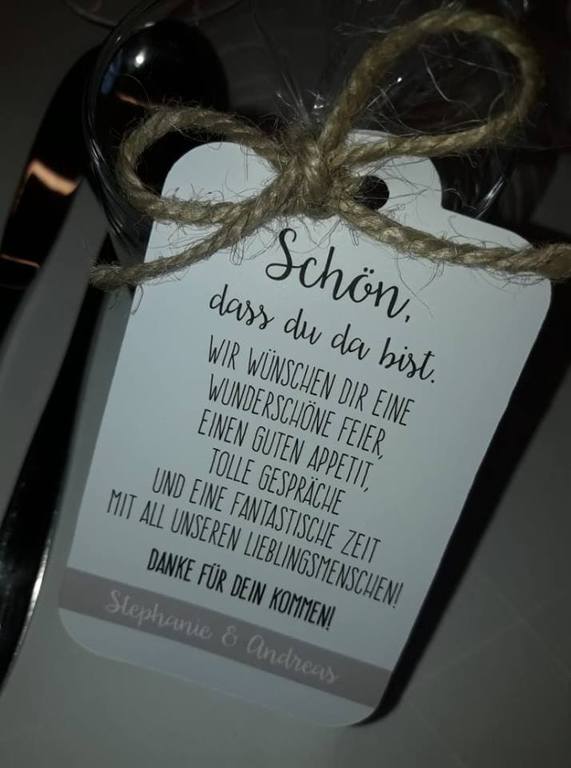 Schön,
dass du da bist.
WIR WÜNSCHEN DIR EINE
WUNDERSCHÖNE FEIER,
EINEN GUTEN APPETIT,
TOLLE GESPRÄCHE
UND EINE FANTASTISCHE ZEIT
MIT ALL UNSEREN LIEBLINGSMENSCHEN!
DANKE FÜR DEIN KOMMEN!
Stephanie & Andreas